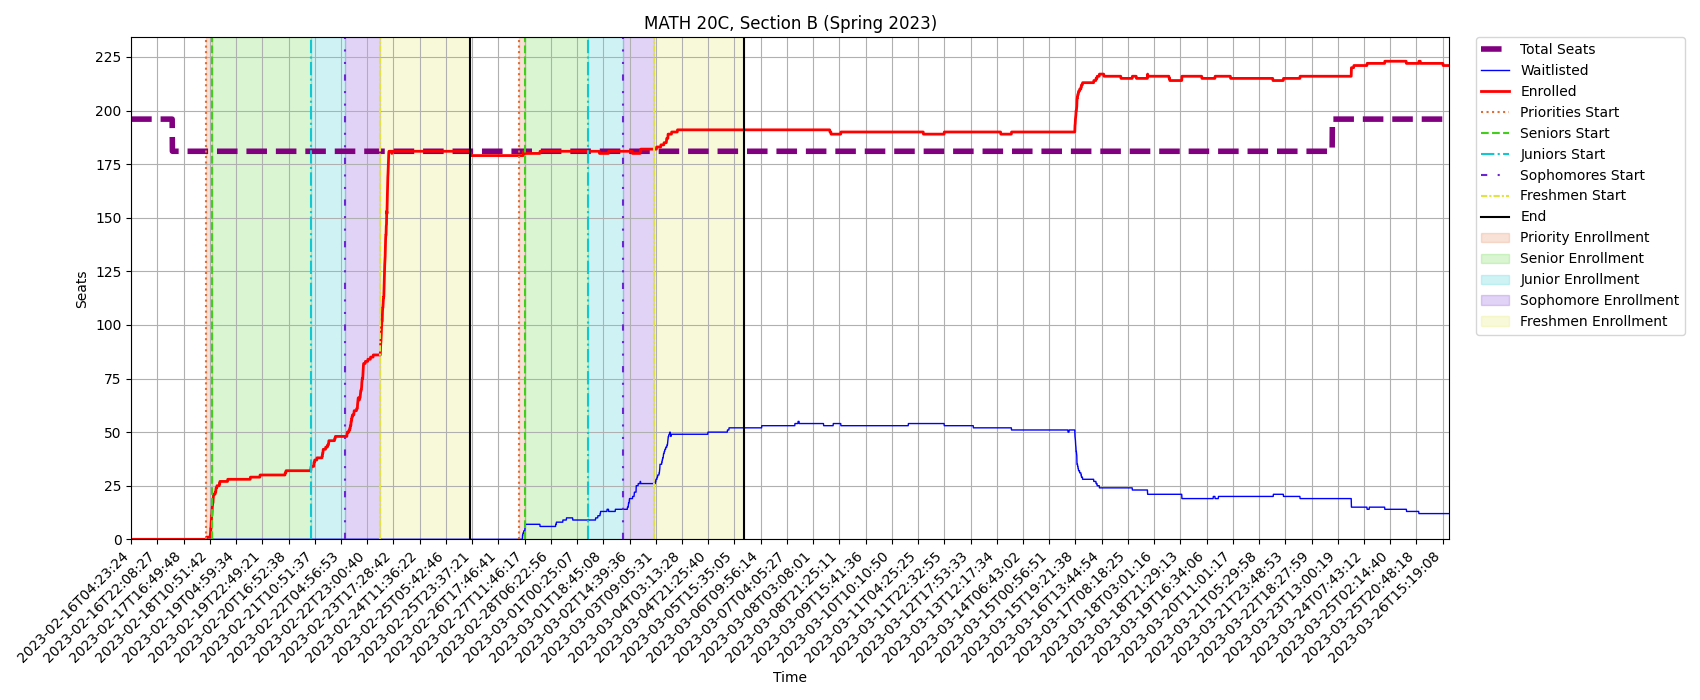 MATH 20C, Section B (Spring 2023)
Seats
225
200
175
150
125
100
75
50
25
0
2023-02-16T04:23:24
2023-02-16T22:08:27
2023-02-17T16:49:48
2023-02-18T10:51:42
2023-02-19T04:59:34
2023-02-19T22:49:21
2023-02-20T16:52:38
2023-02-21T10:51:37
2023-02-22T04:56:53
2023-02-22T23:00:40
2023-02-23T17:28:42
2023-02-24T11:36:22
2023-02-25T05:42:46
2023-02-25T23:37:21
2023-02-26T17:46:41
2023-02-27T11:46:17
2023-02-28T06:22:56
2023-03-01T00:25:07
2023-03-01T18:45:08
2023-03-02T14:39:36
2023-03-03T09:05:31
2023-03-04T03:13:28
2023-03-04T21:25:40
2023-03-05T15:35:05
2023-03-06T09:56:14
2023-03-07T04:05:27
2023-03-08T03:08:01
2023-03-08T21:25:11
2023-03-09T15:41:36
2023-03-10T10:10:50
2023-03-11T04:25:25
2023-03-11T22:32:55
2023-03-12T17:53:33
2023-03-13T12:17:34
2023-03-14T06:43:02
2023-03-15T00:56:51
2023-03-15T19:21:38
2023-03-16T13:44:54
2023-03-17T08:18:25
2023-03-18T03:01:16
2023-03-18T21:29:13
2023-03-19T16:34:06
2023-03-20T11:01:17
2023-03-21T05:29:58
2023-03-21T23:48:53
2023-03-22T18:27:59
2023-03-23T13:00:19
2023-03-24T07:43:12
2023-03-25T02:14:40
2023-03-25T20:48:18
2023-03-26T15:19:08
Time
Total Seats
Waitlisted
Enrolled
Priorities Start
Seniors Start
Juniors Start
Sophomores Start
Freshmen Start
End
Priority Enrollment
Senior Enrollment
Junior Enrollment
Sophomore Enrollment
Freshmen Enrollment